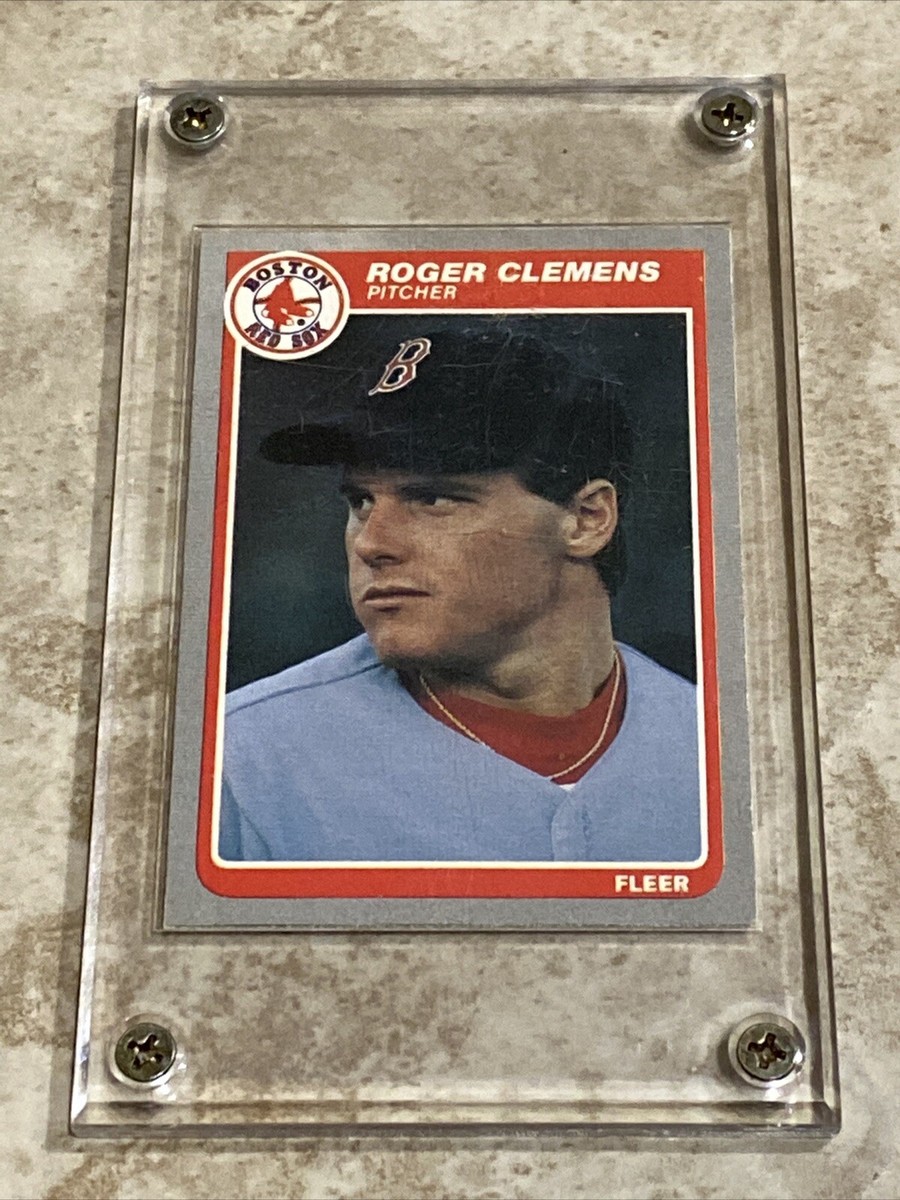 BOSTON
RED SOX
ROGER CLEMENS
PITCHER
B
FLEER